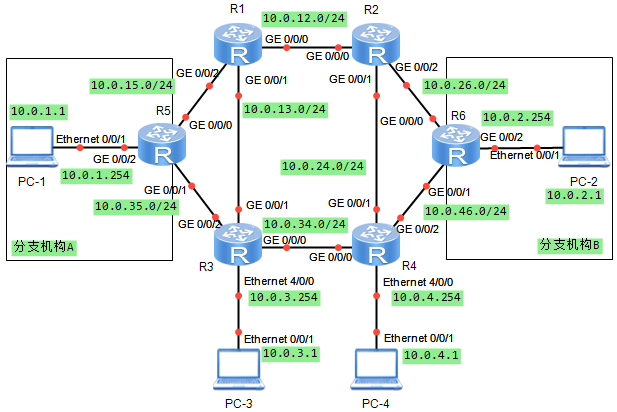 R1
R2
10.0.12.0/24
GE 0/0/0
GE 0/0/0
GE 0/0/2
GE 0/0/2
10.0.15.0/24
GE 0/0/1
GE 0/0/1
10.0.26.0/24
10.0.1.1
R5
10.0.13.0/24
R6
10.0.2.254
GE 0/0/0
GE 0/0/0
Ethernet 0/0/1
GE 0/0/2
GE 0/0/2
Ethernet 0/0/1
R
R
R
R
PC-1
10.0.1.254
10.0.24.0/24
PC-2
GE 0/0/1
GE 0/0/1
10.0.2.1
10.0.35.0/24
GE 0/0/1
GE 0/0/1
10.0.46.0/24
GE 0/0/2
10.0.34.0/24
GE 0/0/2
分支机构A
GE 0/0/0
GE 0/0/0
分支机构B
R
R
R3
R4
Ethernet 4/0/0
10.0.3.254
Ethernet 4/0/0
10.0.4.254
Ethernet 0/0/1
10.0.3.1
Ethernet 0/0/1
10.0.4.1
PC-3
PC-4